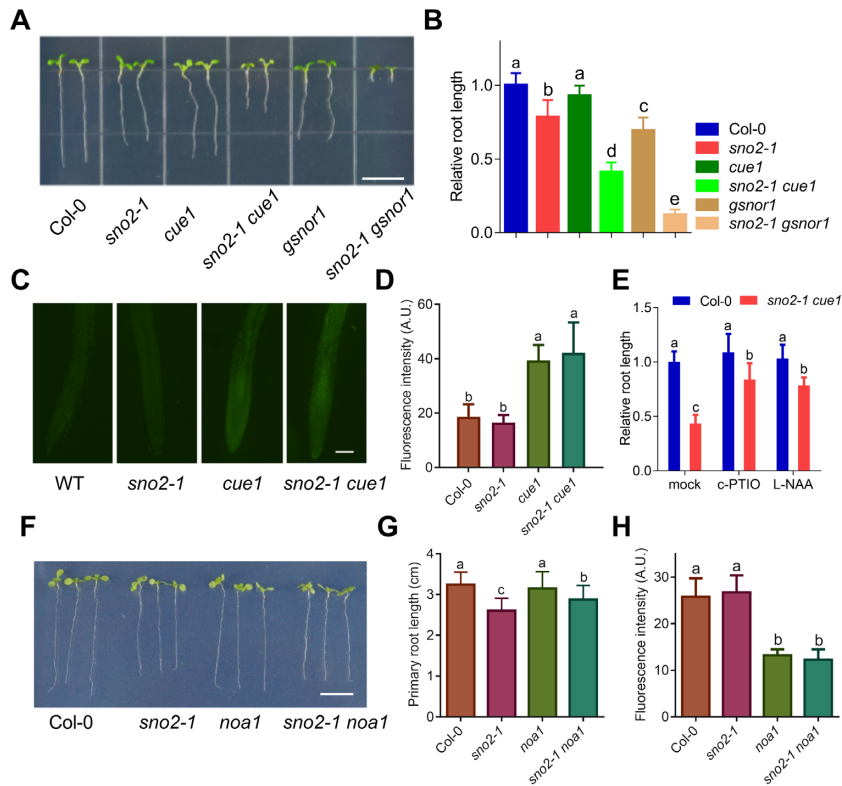 A
Col-0
sno2-1
cue1
sno2-1 cue1
gsnor1
sno2-1 gsnor1
B
Relative root length
1.0
0.5
0.0
a
b
a
d
c
e
Col-0
sno2-1
cue1
sno2-1 cue1
gsnor1
sno2-1 gsnor1
C
WT
sno2-1
cue1
sno2-1 cue1
D
Fluorescence intensity (A.U.)
60
40
20
0
b
b
a
a
Col-0
sno2-1
cue1
sno2-1 cue1
E
Col-0
sno2-1 cue1
Relative root length
1.5
1.0
0.5
0.0
a
c
a
b
a
b
mock
c-PTIO
L-NAA
F
Col-0
sno2-1
noa1
sno2-1 noa1
G
Primary root length (cm)
4
3
2
1
0
a
c
a
b
Col-0
sno2-1
noa1
sno2-1 noa1
H
Fluorescence intensity (A.U.)
30
20
10
0
a
a
b
b
Col-0
sno2-1
noa1
sno2-1 noa1